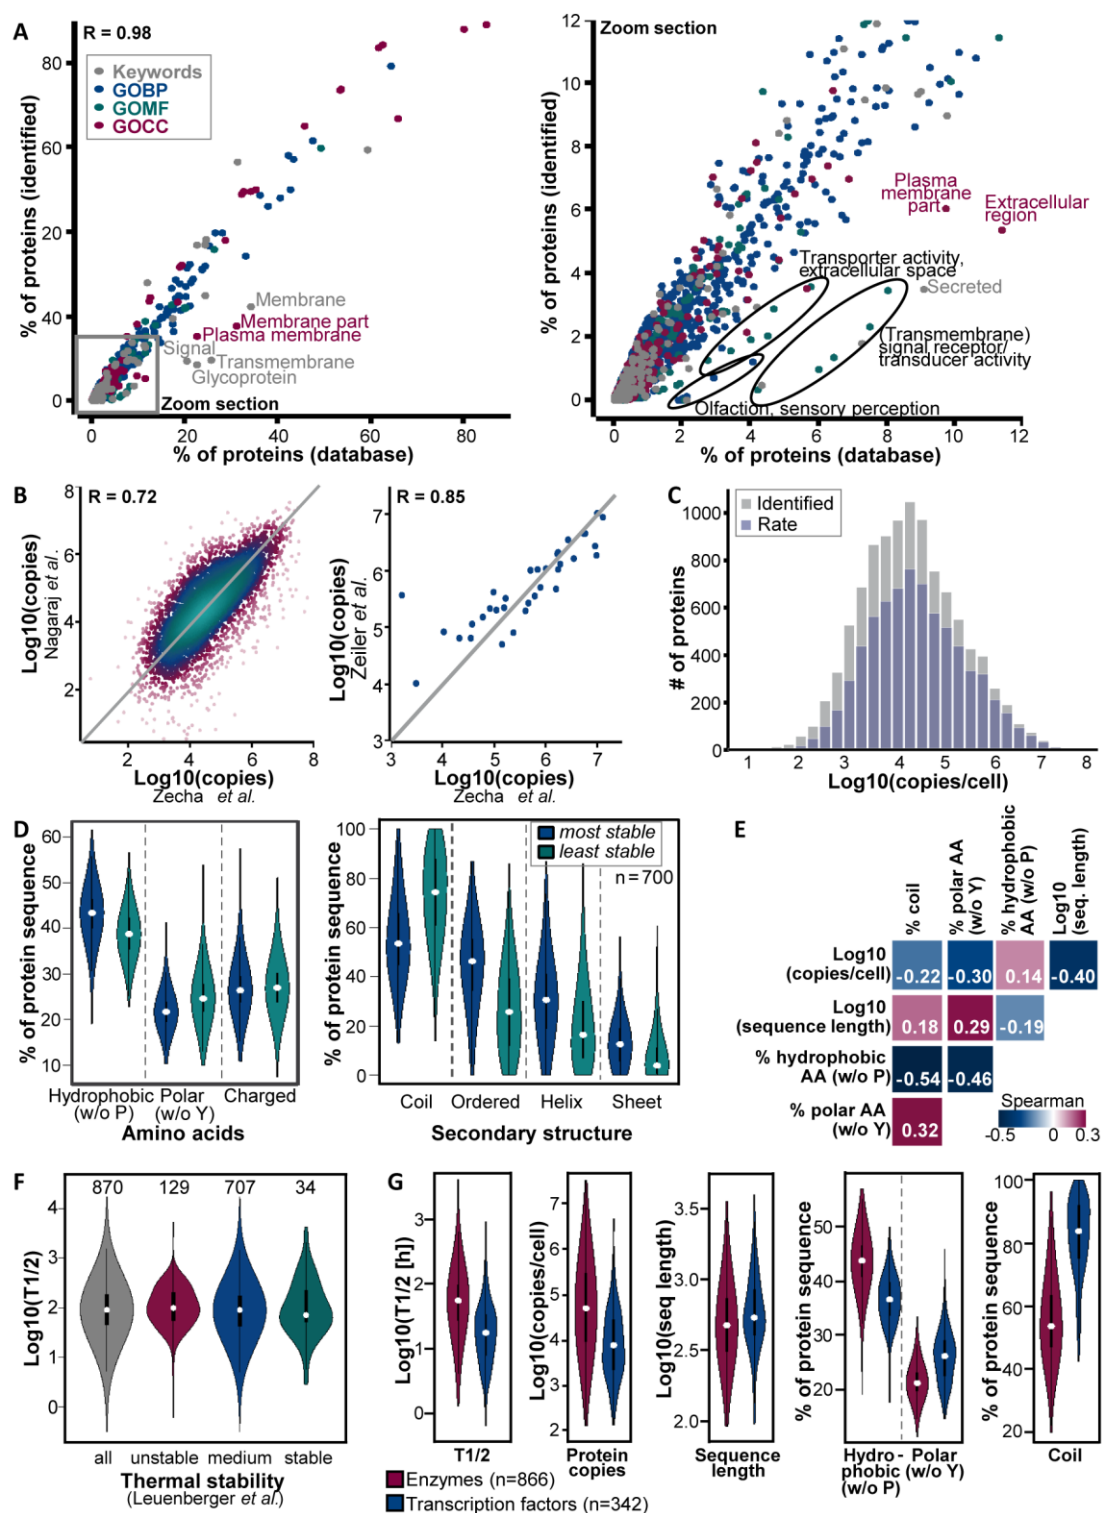 A
R = 0.98
Keywords
GOBP
GOMF
GOCC
% of proteins (identified)
80
60
20
40
0
Membrane
Membrane part
Plasma membrane
Signal
Transmembrane
Glycoprotein
Zoom section
0
20
40
60
80
% of proteins (database)
Zoom section
% of proteins (identified)
12
10
8
6
4
2
0
Plasma
membrane
part
Extracellular
region
Transporter activity,
extracellular space
Secreted
(Transmembrane)
signal receptor/
transducer activity
Olfaction, sensory perception
0
2
4
6
8
10
12
% of proteins (database)
B
R = 0.72
Log10(copies)
Nagaraj et al.
8
6
4
2
2
4
6
8
Log10(copies)
Zecha et al.
R = 0.85
Log10(copies)
Zeiler et al.
7
6
5
4
3
3
4
5
6
7
Log10(copies)
Zecha et al.
C
Identified
Rate
# of proteins
1000
800
600
400
200
0
1
2
3
4
5
6
7
8
Log10(copies/cell)
D
% of protein sequence
60
50
40
30
20
10
Hydrophobic
(w/o P)
Polar
(w/o Y)
Charged
Amino acids
% of protein sequence
100
80
60
40
20
0
most stable
least stable
n=700
Coil
Ordered
Helix
Sheet
Secondary structure
E
% coil
% polar AA
(w/o Y)
% hydrophobic
AA (w/o P)
Log10
(seq. length)
Log10
(copies/cell)
-0.22
-0.30
0.14
-0.40
Log10
(sequence length)
0.18
0.29
-0.19
% hydrophobic
AA (w/o P)
-0.54
-0.46
% polar AA
(w/o Y)
0.32
Spearman
-0.5
0
0.3
F
870
129
707
34
Log10(T1/2)
4
3
2
1
0
all
unstable
medium
stable
Thermal stability
(Leuenberger et al.)
G
Log10(T1/2 [h])
3
2
1
0
T1/2
Log10(copies/cell)
7
6
5
4
3
2
Protein
copies
Log10(seq length)
3.5
3.0
2.5
2.0
Sequence
length
% of protein sequence
50
40
30
20
Hydro-
phobic
(w/o P)
Polar
(w/o Y)
% of protein sequence
100
80
60
40
20
Coil
Enzymes (n=866)
Transcription factors (n=342)